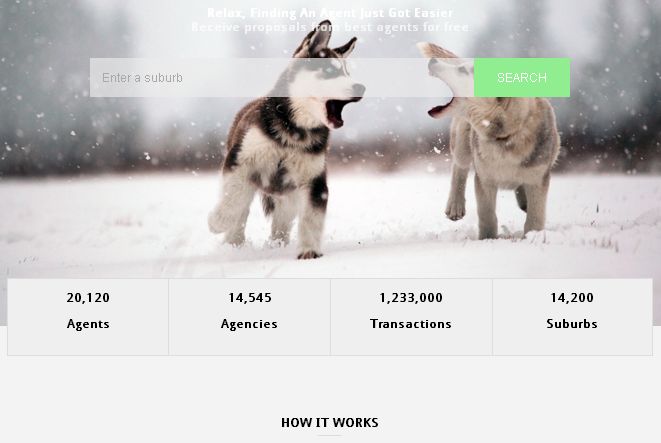 Relax, Finding An Agent Just Got Easier
Receive proposals from best agents for free
Enter a suburb
SEARCH
20,120
Agents
14,545
Agencies
1,233,000
Transactions
14,200
Suburbs
HOW IT WORKS